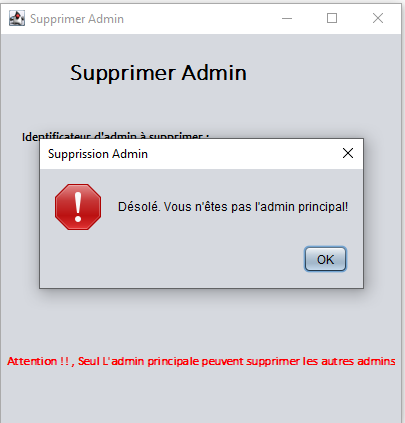 Supprimer Admin
Supprimer Admin
Identificateur d'admin à supprimer :
Supprission Admin
Désolé. Vous n'êtes pas l'admin principal!
OK
Attention !! , Seul L'admin principale peuvent supprimer les autres admins